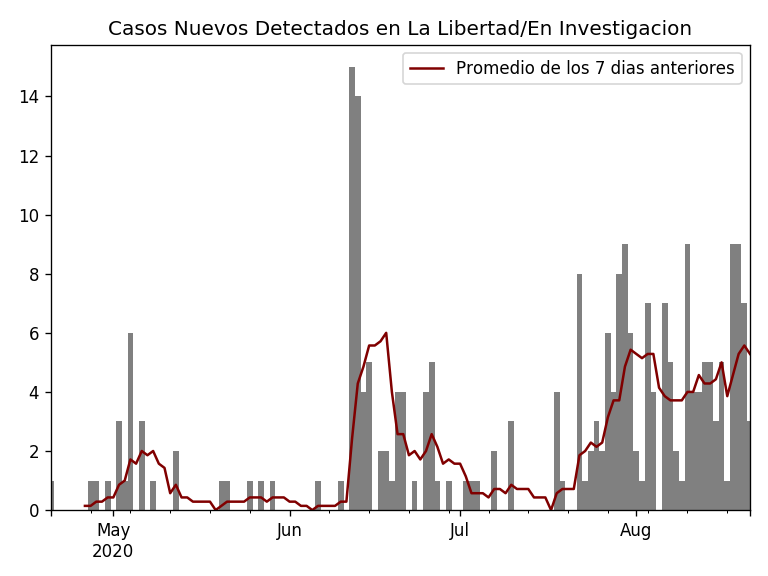 Casos Nuevos Detectados en La Libertad/En Investigacion
Promedio de los 7 dias anteriores
14
12
10
8
6
4
2
0
May
2020
Jun
Jul
Aug